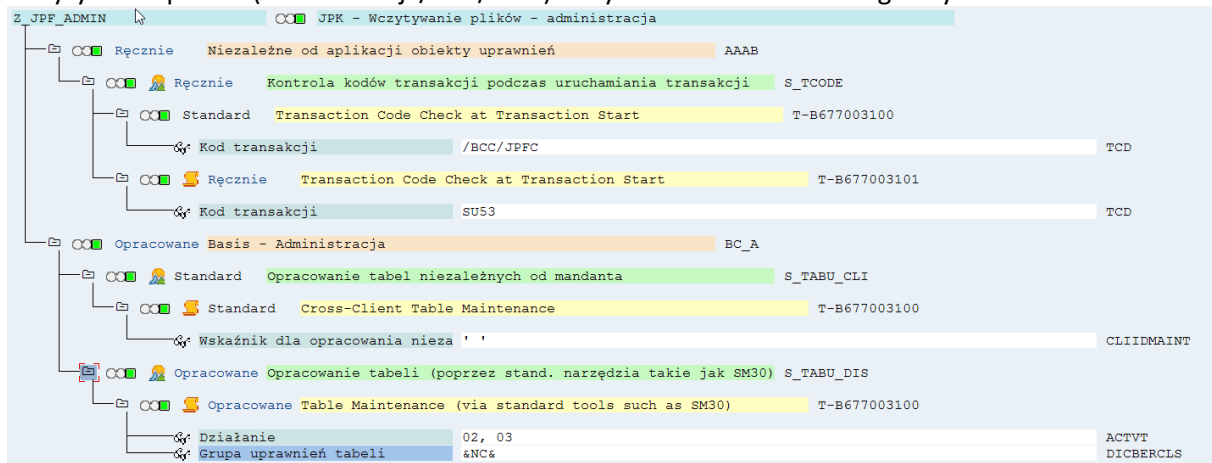 Z_JPF_ADMIN JPK - Wczytywanie plików - administracja
Ręcznie Niezależne od aplikacji obiekty uprawnień AAAB
Ręcznie Kontrola kodów transakcji podczas uruchamiania transakcji S_TCODE
Standard Transaction Code Check at Transaction Start T-B677003100
Kod transakcji /BCC/JPFC TCD
Ręcznie Transaction Code Check at Transaction Start T-B677003101
Kod transakcji SU53 TCD
Opracowane Basis - Administracja BC_A
Standard Opracowanie tabel niezależnych od mandanta S_TABU_CLI
Standard Cross-Client Table Maintenance T-B677003100
Wskaźnik dla opracowania nieza ' ' CLIIDMAINT
Opracowane Opracowanie tabeli (poprzez stand. narzędzia takie jak SM30) S_TABU_DIS
Opracowane Table Maintenance (via standard tools such as SM30) T-B677003100
Działanie 02, 03 ACTVT
Grupa uprawnień tabeli &NC& DICBERCLS